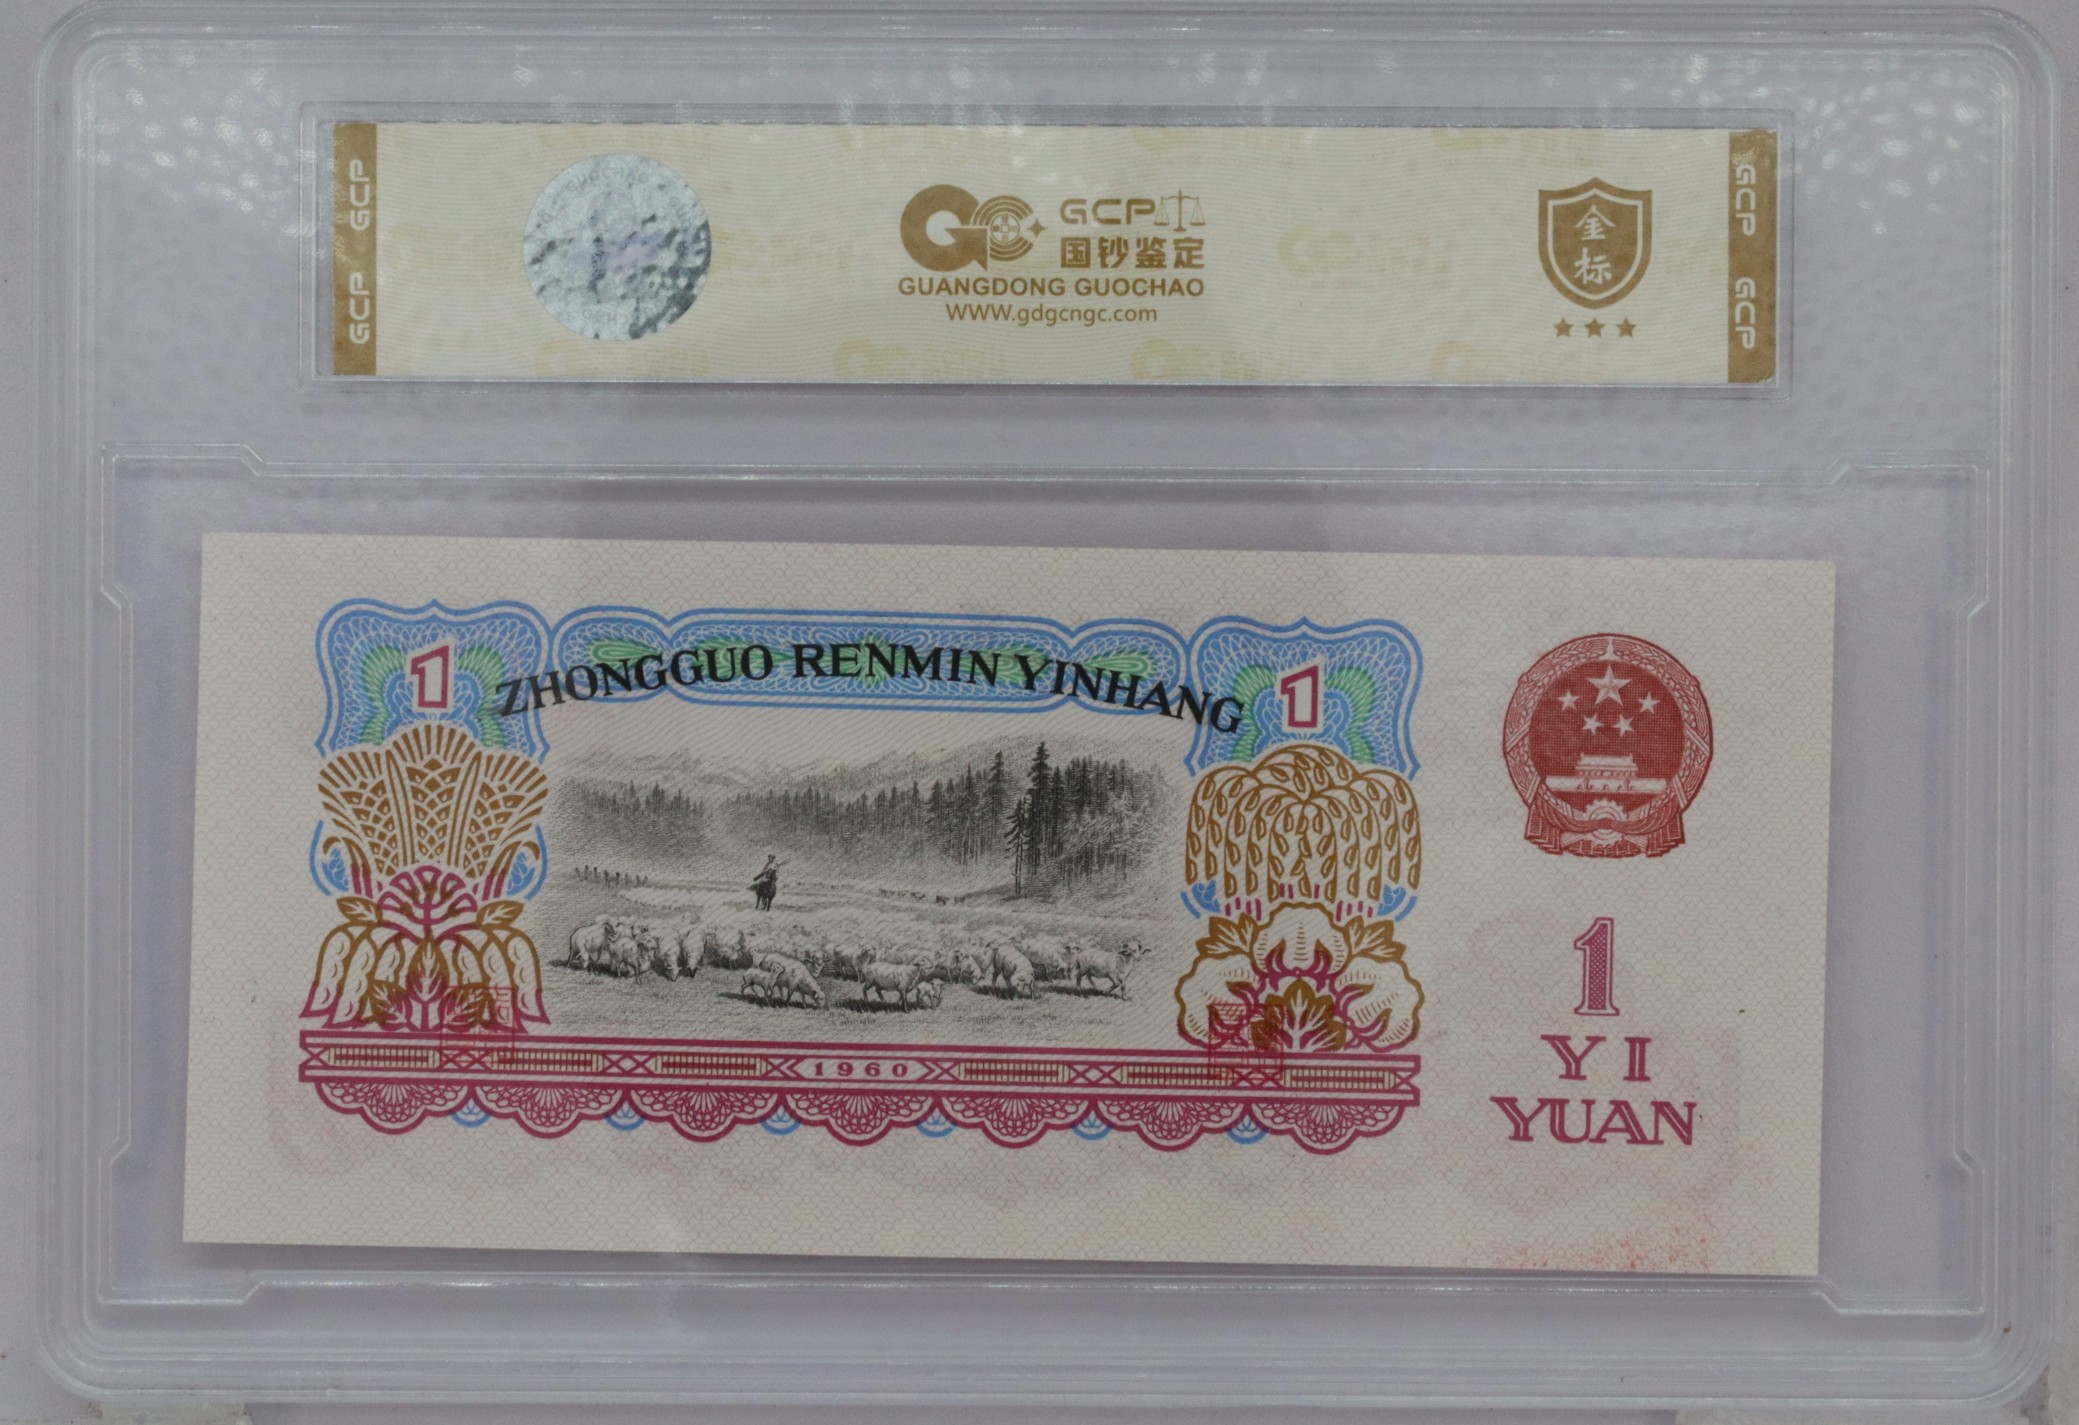 GCP GCP
GCP
国钞鉴定
GUANGDONG GUOCHAO
www.gdgcngc.com
金标
GCP GCP
ZHONGGUO RENMIN YINHANG
1
1
1960
1
YI
YUAN